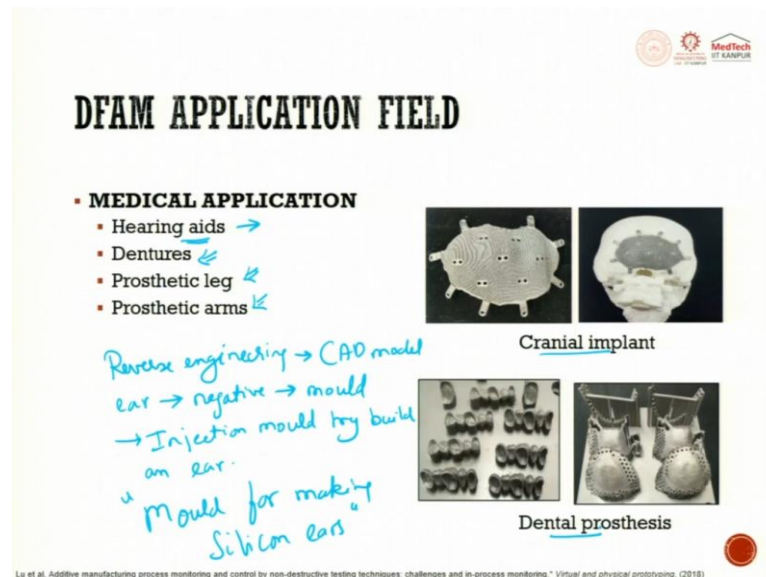 MedTech
IIT KANPUR
DFAM APPLICATION FIELD
MEDICAL APPLICATION
Hearing aids →
Dentures
Prosthetic leg
Prosthetic arms
Reverse engineering → CAD model
ear → negative → mould
→ Injection mould try build
an ear.
"Mould for making
Silicon ears"
Cranial implant
Dental prosthesis
Lu et al. Additive manufacturing process monitoring and control by non-destructive testing techniques: challenges and in-process monitoring." Virtual and physical prototyping. (2018)